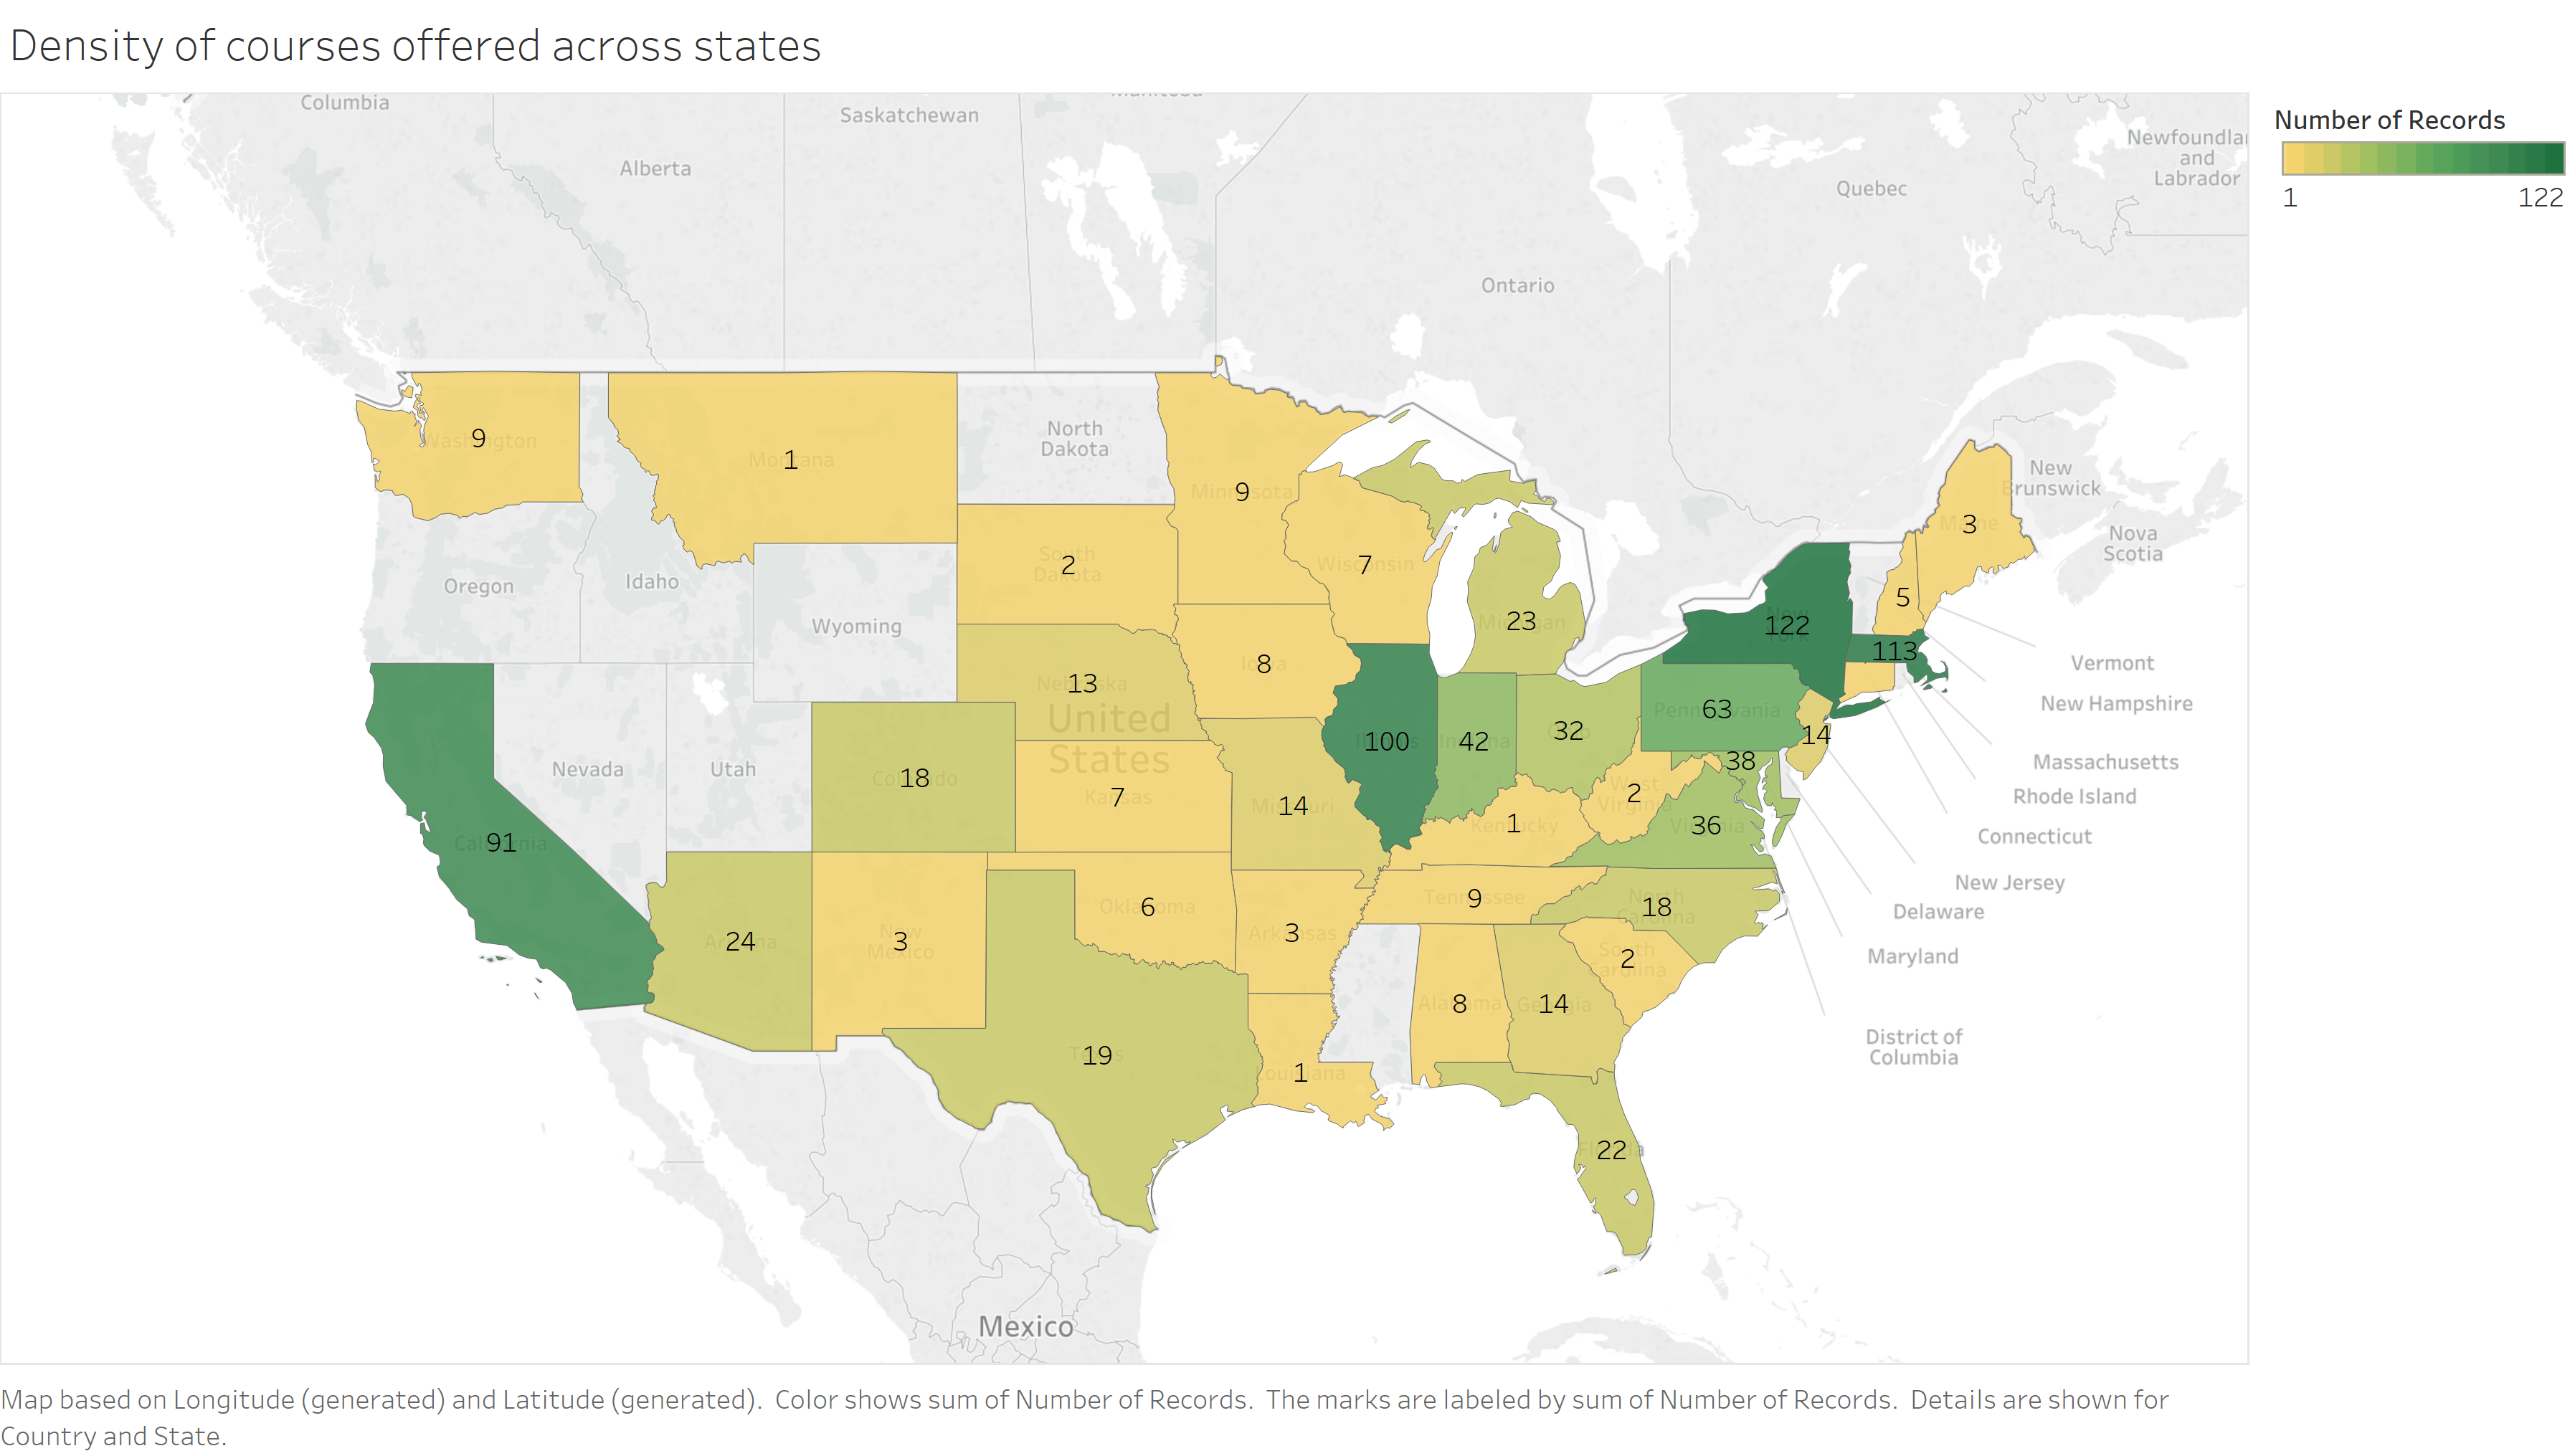 Density of courses offered across states
Number of Records
1
122
Columbia
Alberta
Saskatchewan
Manitoba
Ontario
Quebec
Newfoundlan
and
Labrador
New
Brunswick
Nova
Scotia
Washington
9
Montana
1
North
Dakota
South
Dakota
2
Minnesota
9
Wisconsin
7
Michigan
23
Maine
3
5
New
York
122
113
Oregon
Idaho
Wyoming
Nebraska
13
Iowa
8
Illinois
100
Indiana
42
Ohio
32
Pennsylvania
63
14
38
United
States
Nevada
Utah
Colorado
18
Kansas
7
Missouri
14
Kentucky
1
West
Virginia
2
Virginia
36
California
91
Arizona
24
New
Mexico
3
Oklahoma
6
Arkansas
3
Tennessee
9
North
Carolina
18
South
Carolina
2
Texas
19
Louisiana
1
Alabama
8
Georgia
14
Florida
22
Vermont
New Hampshire
Massachusetts
Rhode Island
Connecticut
New Jersey
Delaware
Maryland
District of
Columbia
Mexico
Map based on Longitude (generated) and Latitude (generated).  Color shows sum of Number of Records.  The marks are labeled by sum of Number of Records.  Details are shown for
Country and State.